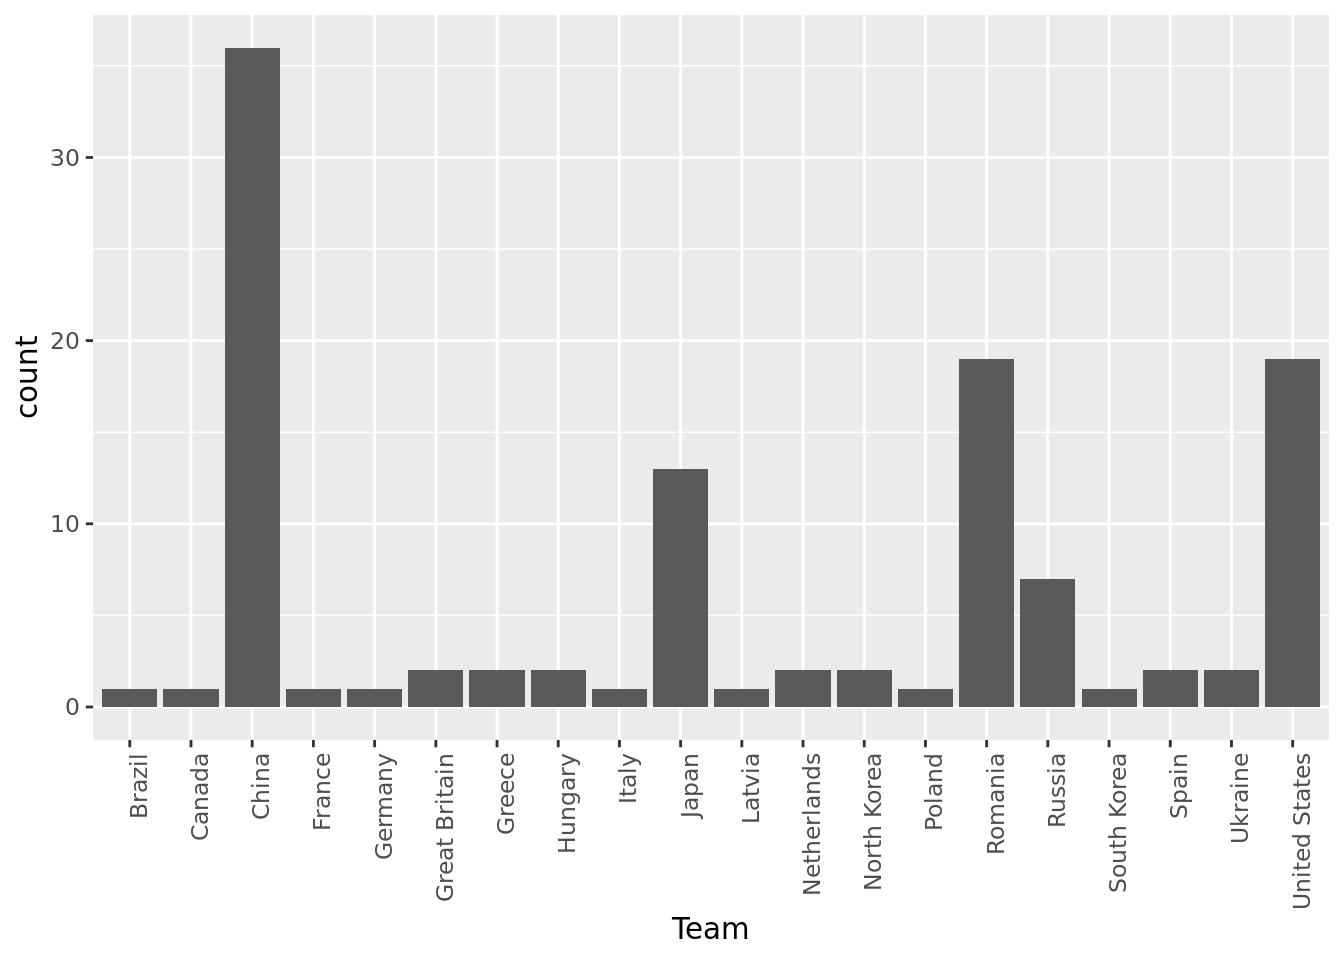 count
30
20
10
0
Brazil
Canada
China
France
Germany
Great Britain
Greece
Hungary
Italy
Japan
Latvia
Netherlands
North Korea
Poland
Romania
Russia
South Korea
Spain
Ukraine
United States
Team